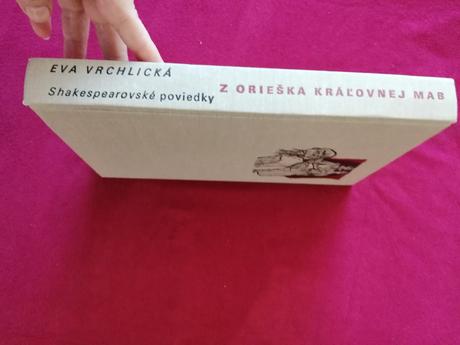 EVA VRCHLICKÁ
Shakespearovské poviedky
Z ORIEŠKA KRÁĽOVNEJ MAB